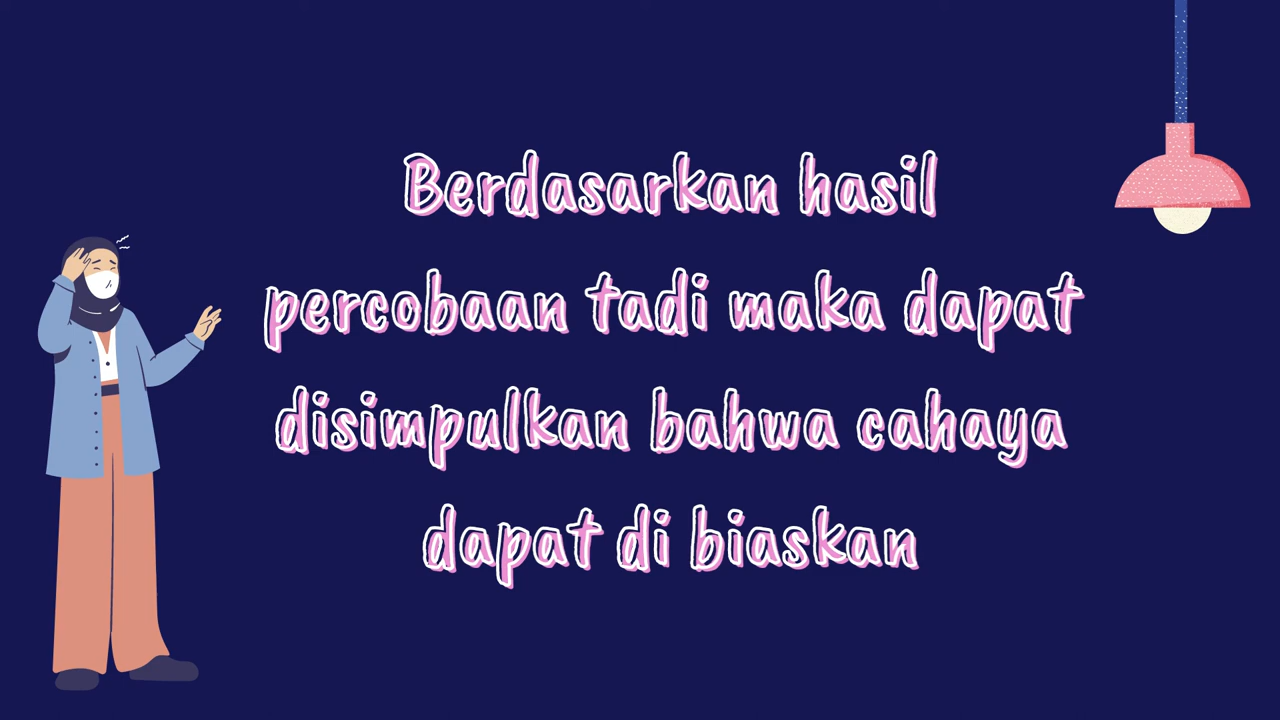 Berdasarkan hasil
percobaan tadi maka dapat
disimpulkan bahwa cahaya
dapat di biaskan